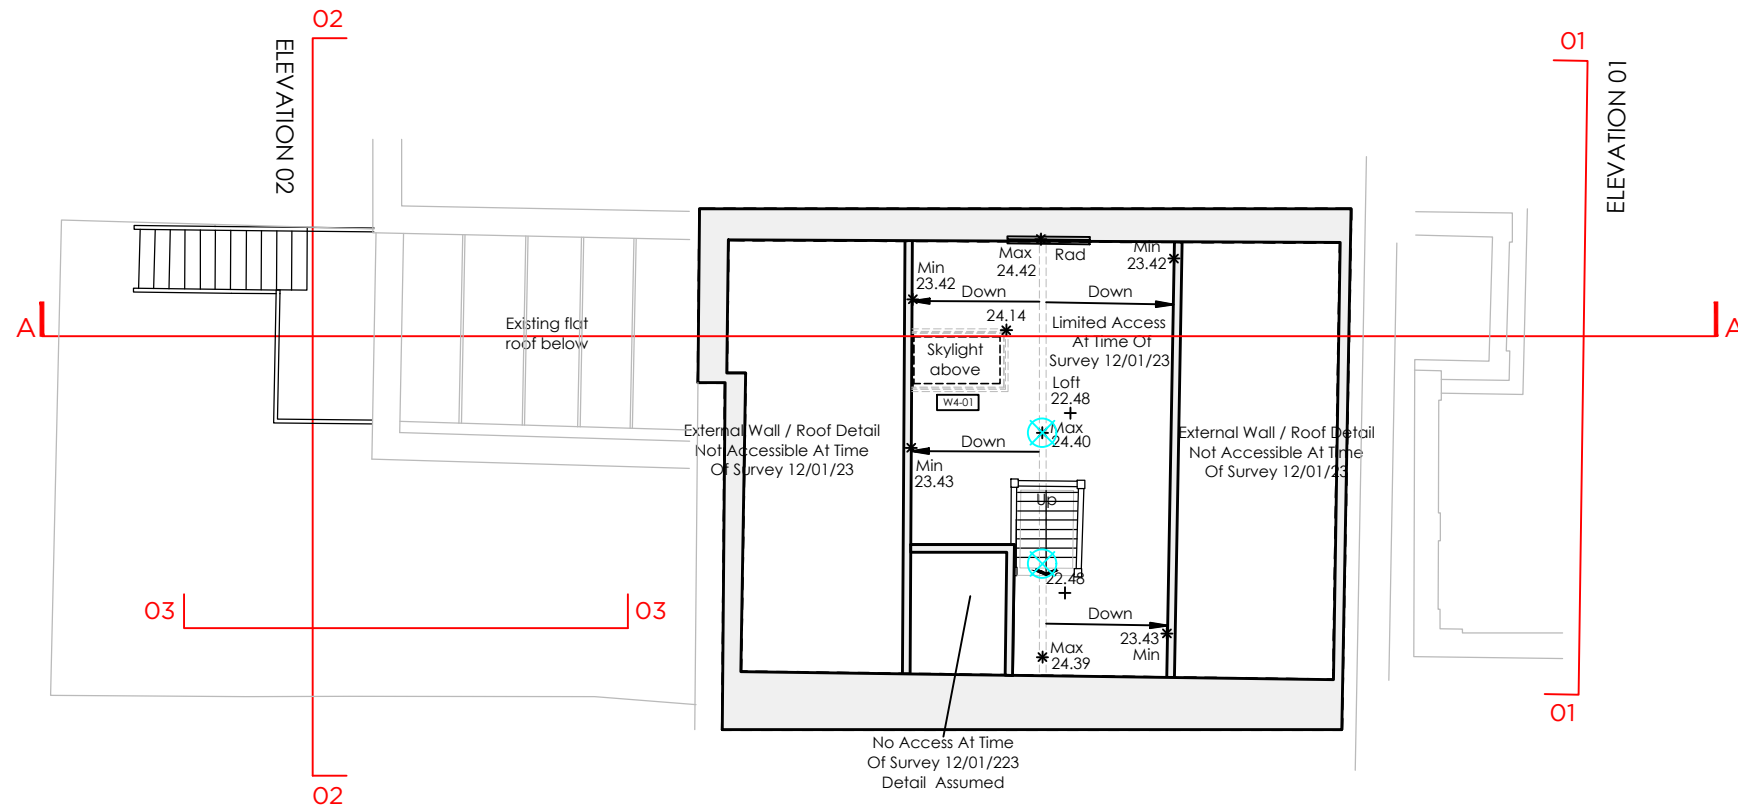 02
01
ELEVATION 02
ELEVATION 01
Max
24.42
Rad
Min
23.42
Min
23.42
Down
Down
24.14
A
A
Existing flat
roof below
Limited Access
At Time Of
Survey 12/01/23
Skylight
above
Loft
22.48
W4-01
Max
24.40
External Wall / Roof Detail
Not Accessible At Time
Of Survey 12/01/23
External Wall / Roof Detail
Not Accessible At Time
Of Survey 12/01/23
Down
Min
23.43
Up
22.48
03
03
Down
23.43
Min
Max
24.39
01
No Access At Time
Of Survey 12/01/223
Detail Assumed
02